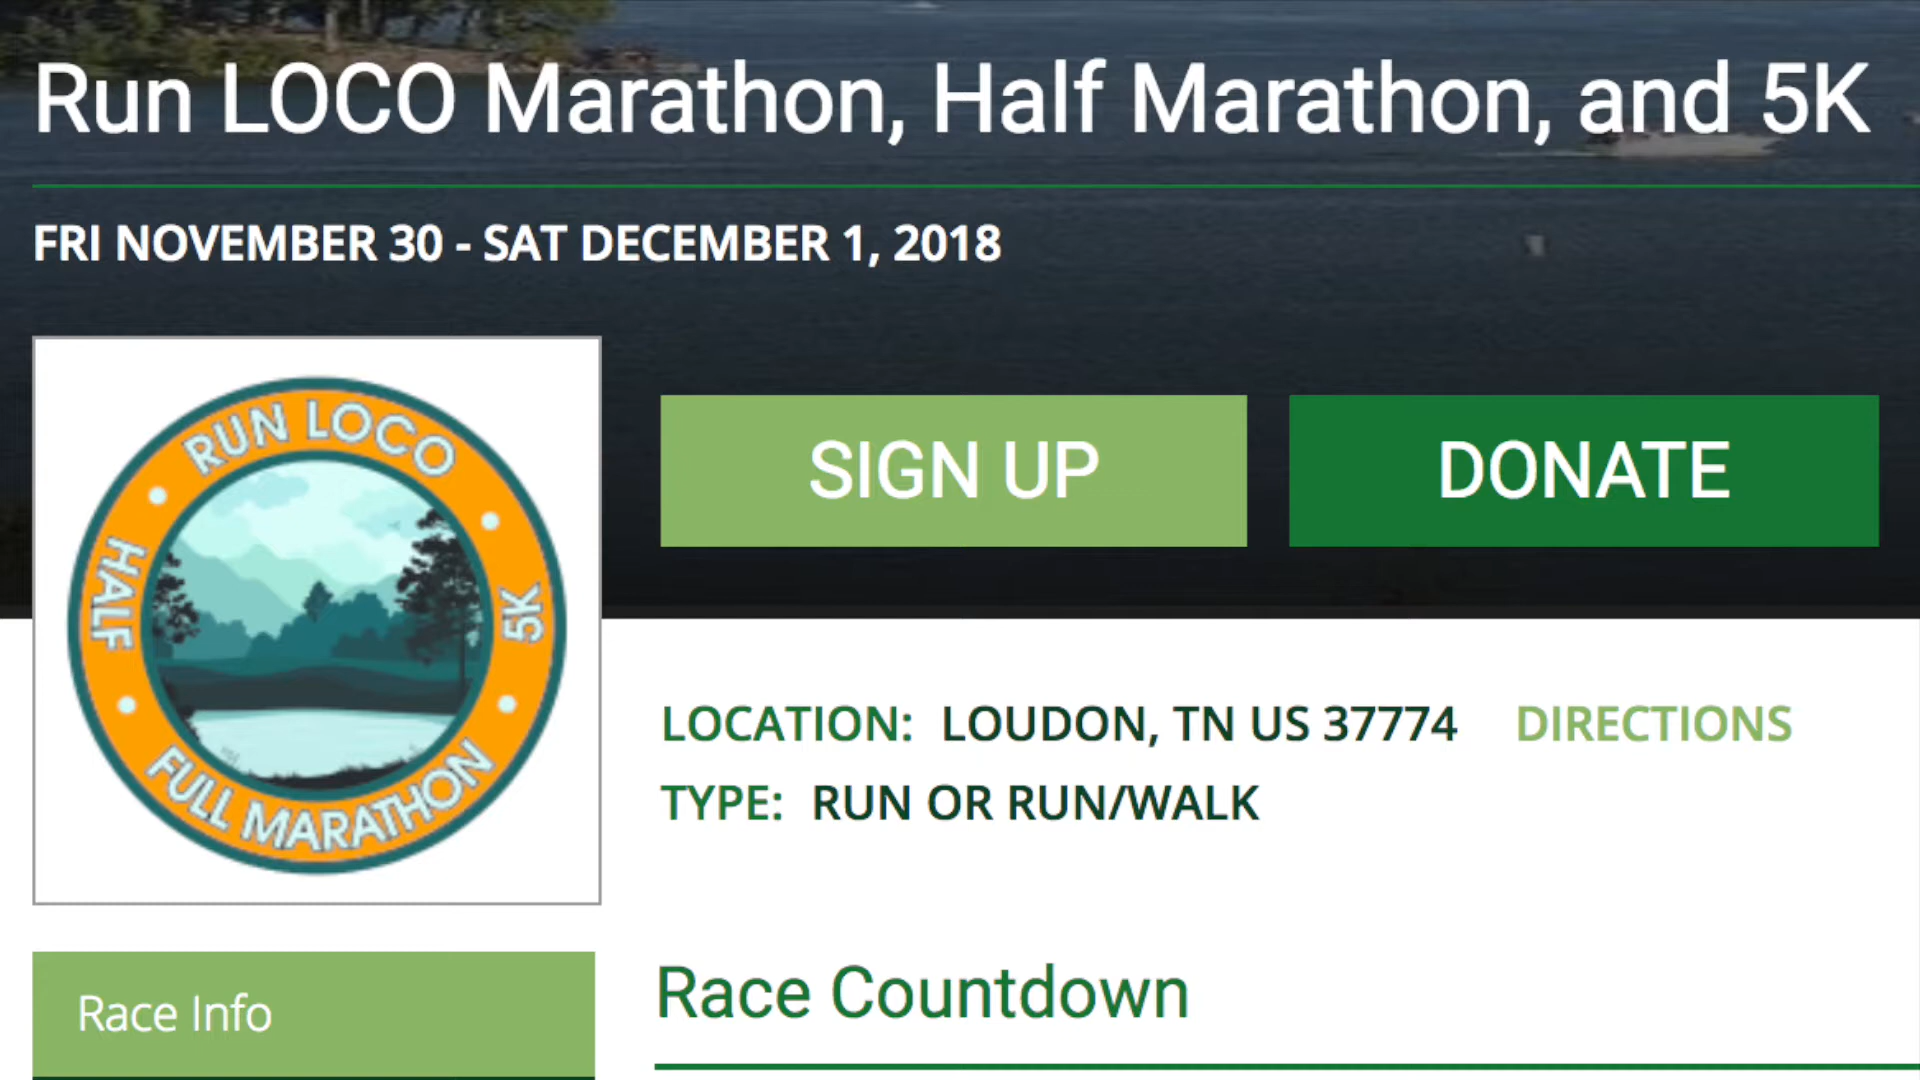 Run LOCO Marathon, Half Marathon, and 5K
FRI NOVEMBER 30 - SAT DECEMBER 1, 2018
RUN LOCO
HALF
5K
FULL MARATHON
SIGN UP
DONATE
LOCATION: LOUDON, TN US 37774 DIRECTIONS
TYPE: RUN OR RUN/WALK
Race Info
Race Countdown